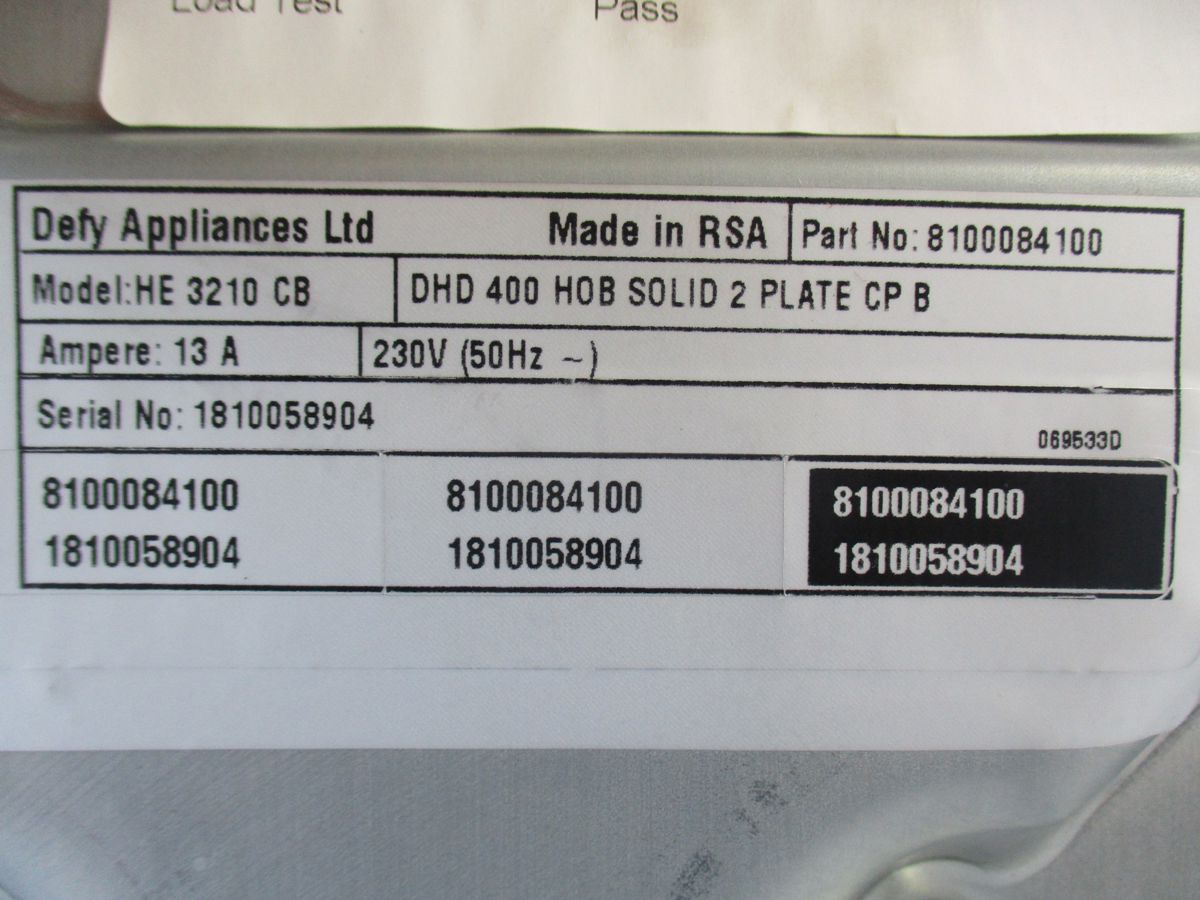 Load Test Pass
Defy Appliances Ltd Made in RSA Part No: 8100084100
Model:HE 3210 CB DHD 400 HOB SOLID 2 PLATE CP B
Ampere: 13 A 230V (50Hz ~)
Serial No: 1810058904
069533D
8100084100 8100084100 8100084100
1810058904 1810058904 1810058904